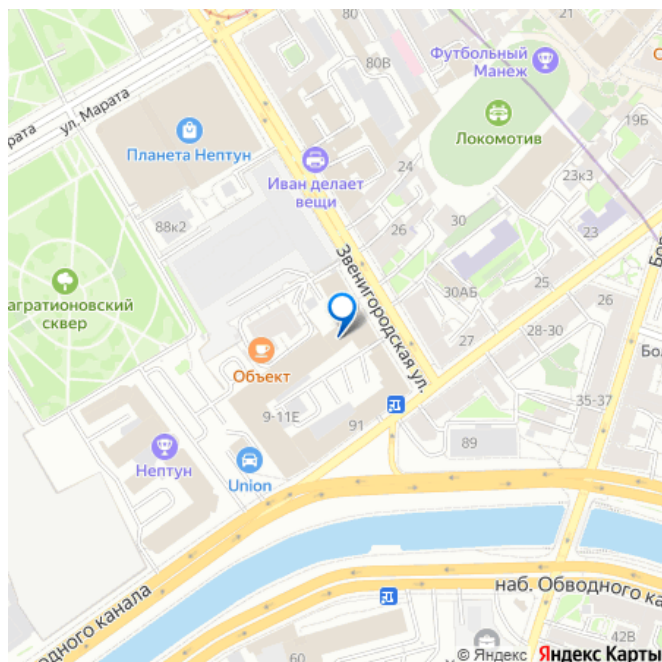 80
21
80В
Футбольный
Манеж
ул. Марата
рата
Планета Нептун
Локомотив
19Б
Иван делает
вещи
24
23к3
88к2
26
30
23
Звенигородская ул.
агратионовский
сквер
30АБ
25
26
Объект
27
28-30
Бол
9-11Е
91
35-37
89
Нептун
Union
наб. Обводного ка
одного канала
60
42В
© Яндекс Яндекс Карты